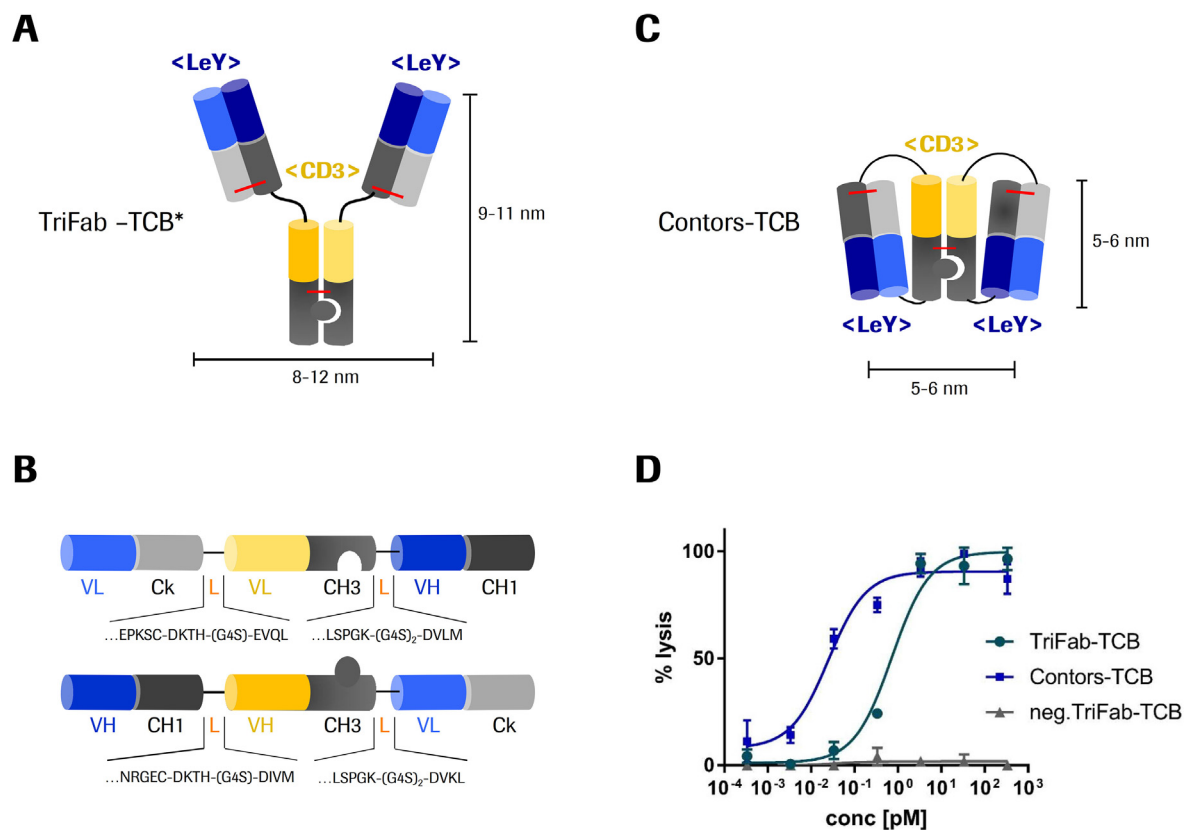 A
<LeY>
<LeY>
<CD3>
TriFab –TCB*
9-11 nm
8-12 nm
B
VL
Ck
L
VL
CH3
L
VH
CH1
...EPKSC-DKTH-(G4S)-EVQL
...LSPGK-(G4S)2-DVLM
VH
CH1
L
VH
CH3
L
VL
Ck
...NRGEC-DKTH-(G4S)-DIVM
...LSPGK-(G4S)2-DVKL
C
<CD3>
Contors-TCB
5-6 nm
<LeY>
<LeY>
5-6 nm
D
% lysis
100
50
0
10-4 10-3 10-2 10-1 100 101 102 103
conc [pM]
TriFab-TCB
Contors-TCB
neg.TriFab-TCB